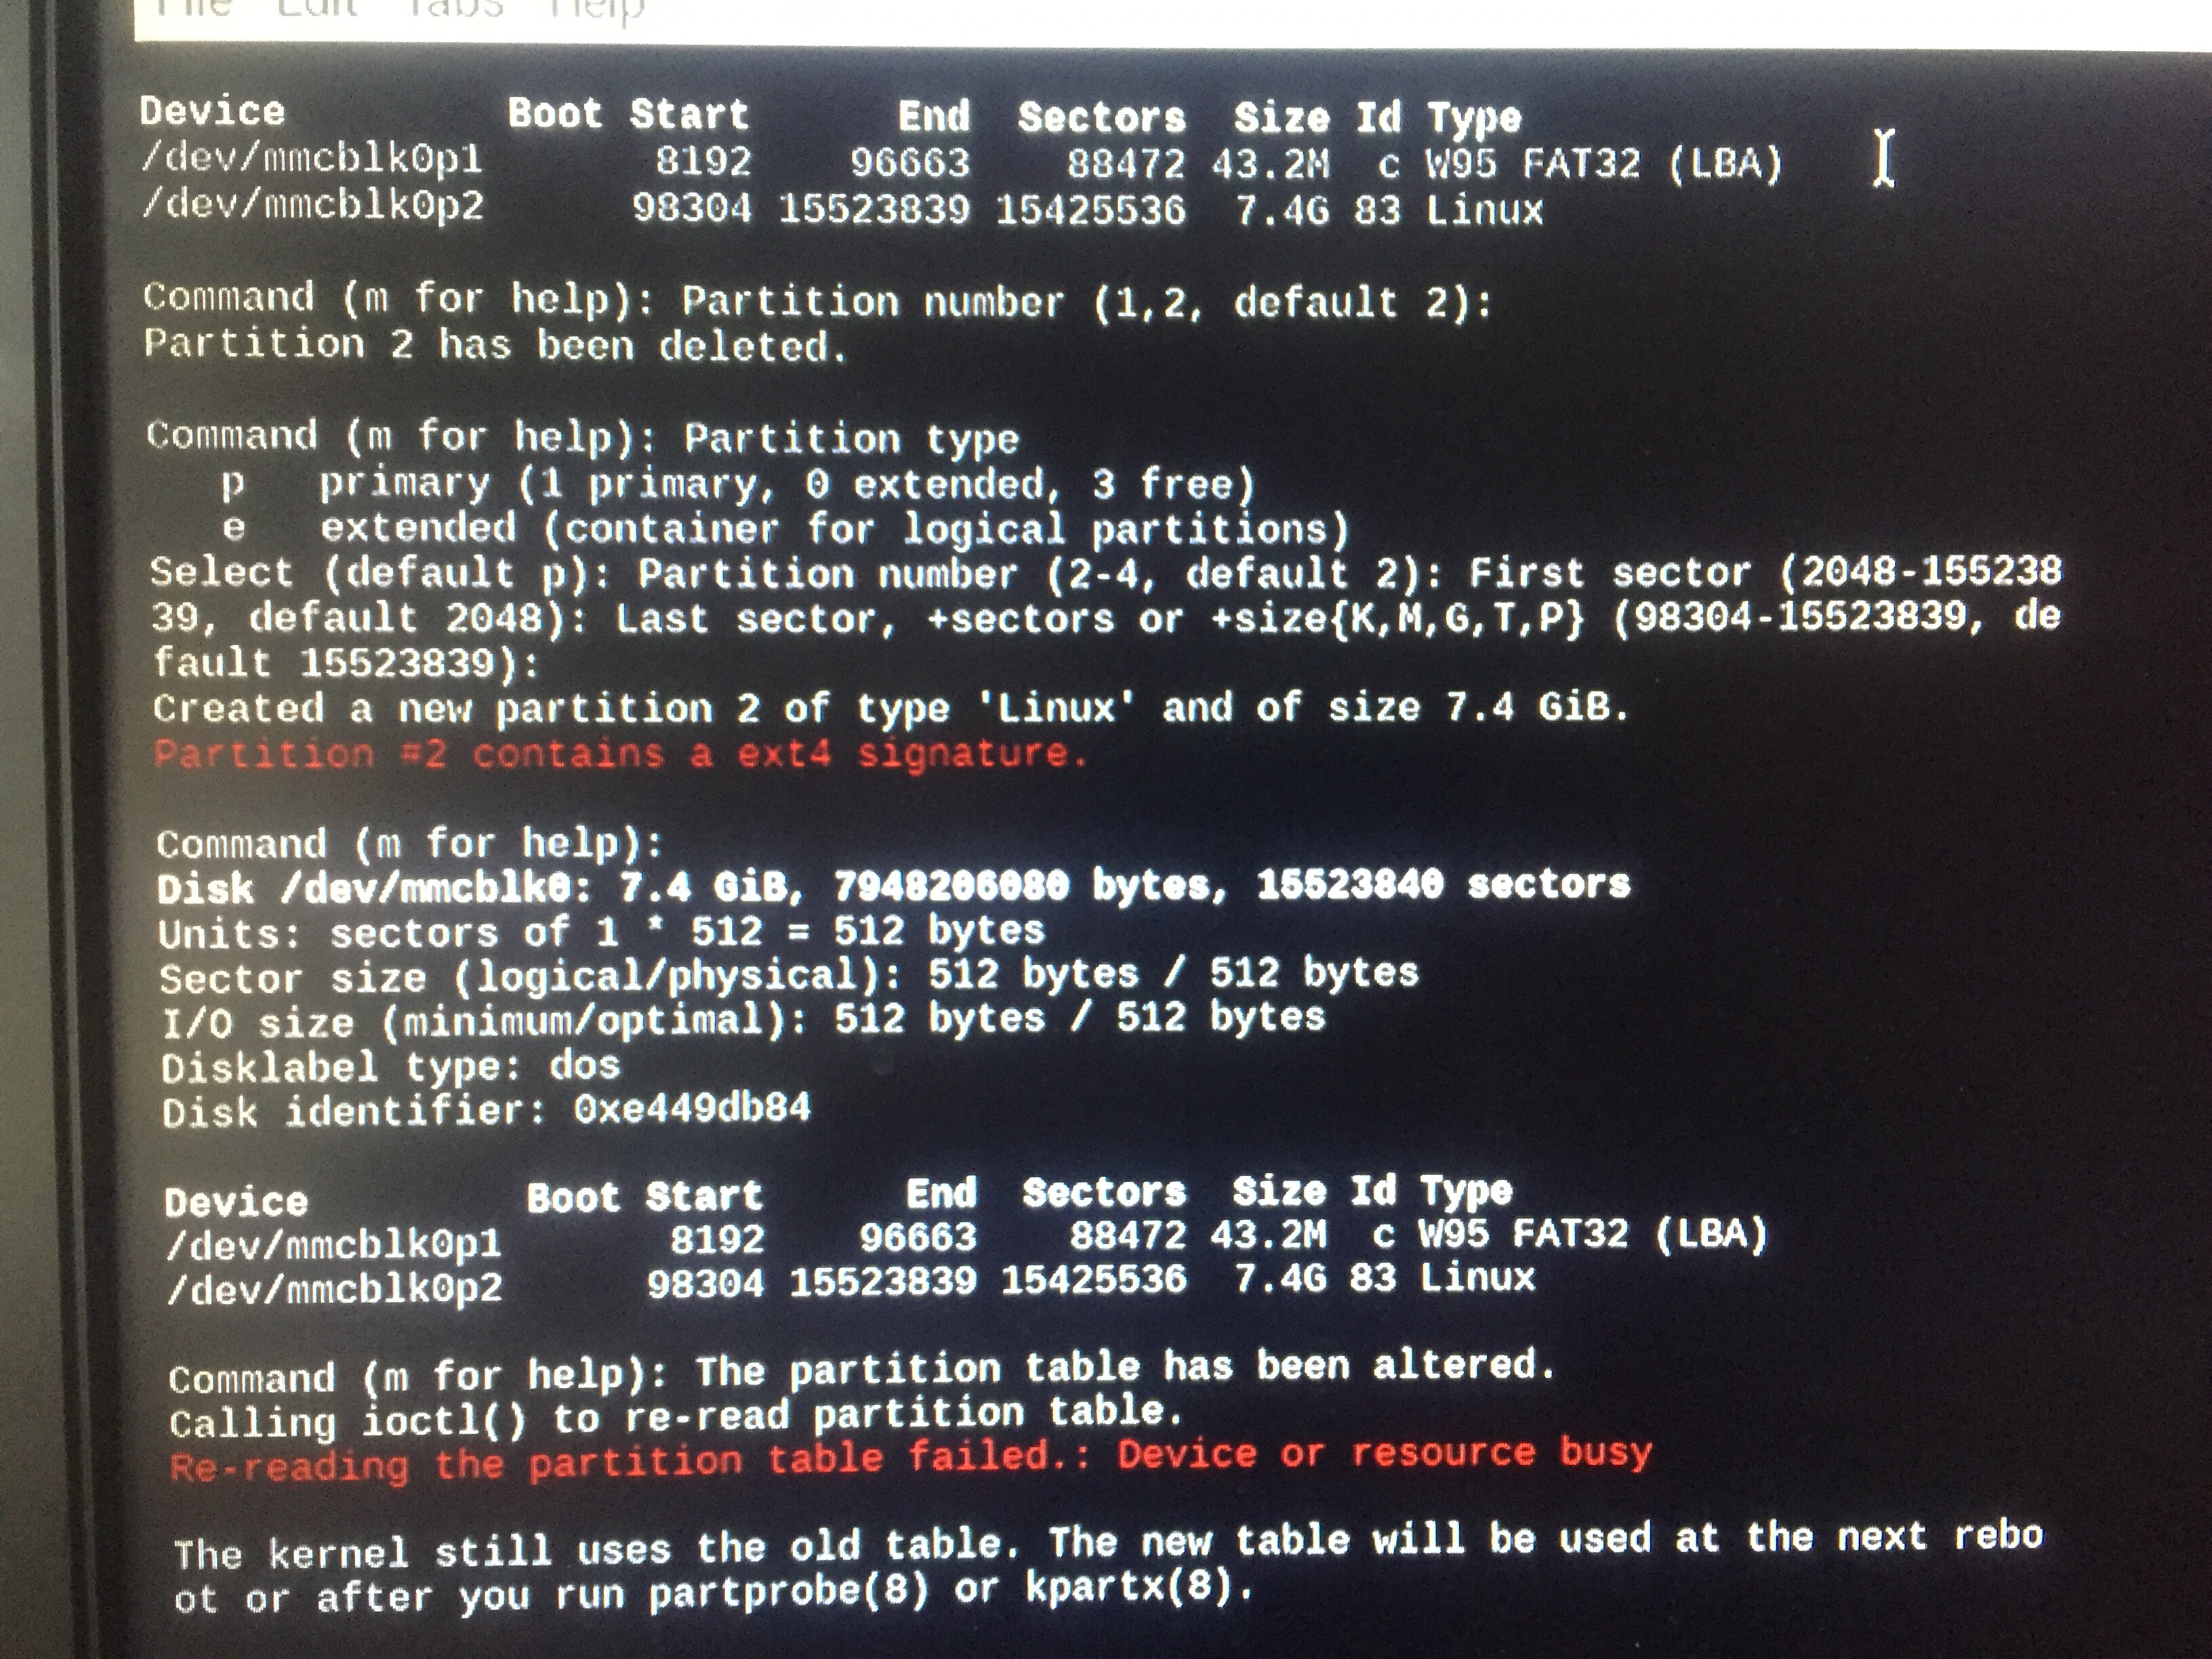 File Edit Tabs Help
Device Boot Start End Sectors Size Id Type
/dev/mmcblk0p1 8192 96663 88472 43.2M c W95 FAT32 (LBA)
/dev/mmcblk0p2 98304 15523839 15425536 7.4G 83 Linux
Command (m for help): Partition number (1,2, default 2):
Partition 2 has been deleted.
Command (m for help): Partition type
p primary (1 primary, 0 extended, 3 free)
e extended (container for logical partitions)
Select (default p): Partition number (2-4, default 2): First sector (2048-155238
39, default 2048): Last sector, +sectors or +size{K,M,G,T,P} (98304-15523839, de
fault 15523839):
Created a new partition 2 of type 'Linux' and of size 7.4 GiB.
Partition #2 contains a ext4 signature.
Command (m for help):
Disk /dev/mmcblk0: 7.4 GiB, 7948206080 bytes, 15523840 sectors
Units: sectors of 1 * 512 = 512 bytes
Sector size (logical/physical): 512 bytes / 512 bytes
I/O size (minimum/optimal): 512 bytes / 512 bytes
Disklabel type: dos
Disk identifier: 0xe449db84
Device Boot Start End Sectors Size Id Type
/dev/mmcblk0p1 8192 96663 88472 43.2M c W95 FAT32 (LBA)
/dev/mmcblk0p2 98304 15523839 15425536 7.4G 83 Linux
Command (m for help): The partition table has been altered.
Calling ioctl() to re-read partition table.
Re-reading the partition table failed.: Device or resource busy
The kernel still uses the old table. The new table will be used at the next rebo
ot or after you run partprobe(8) or kpartx(8).